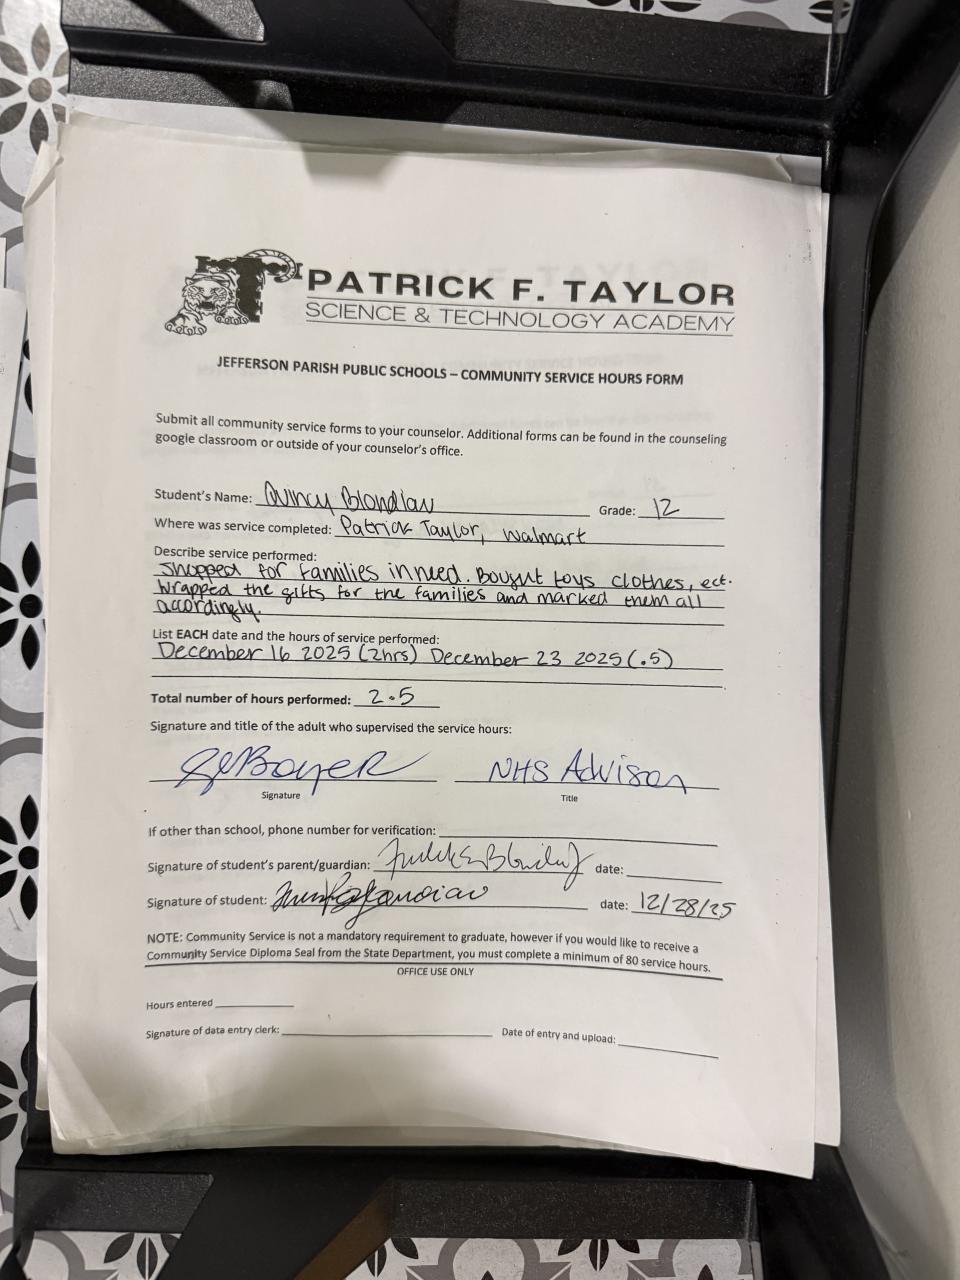 PATRICK F. TAYLOR
SCIENCE & TECHNOLOGY ACADEMY
JEFFERSON PARISH PUBLIC SCHOOLS – COMMUNITY SERVICE HOURS FORM
Submit all community service forms to your counselor. Additional forms can be found in the counseling
google classroom or outside of your counselor's office.
Student's Name: Quincy Blondiau Grade: 12
Where was service completed: Patrick Taylor, Walmart
Describe service performed:
Shopped for families in need. Bought toys clothes, ect.
Wrapped the gifts for the families and marked them all
accordingly.
List EACH date and the hours of service performed:
December 16 2025 (2hrs) December 23 2025 (.5)
Total number of hours performed: 2.5
Signature and title of the adult who supervised the service hours:
NHS Advisor
Signature Title
If other than school, phone number for verification:
Signature of student's parent/guardian: date:
Signature of student: date: 12/28/25
NOTE: Community Service is not a mandatory requirement to graduate, however if you would like to receive a
Community Service Diploma Seal from the State Department, you must complete a minimum of 80 service hours.
OFFICE USE ONLY
Hours entered
Signature of data entry clerk: Date of entry and upload: